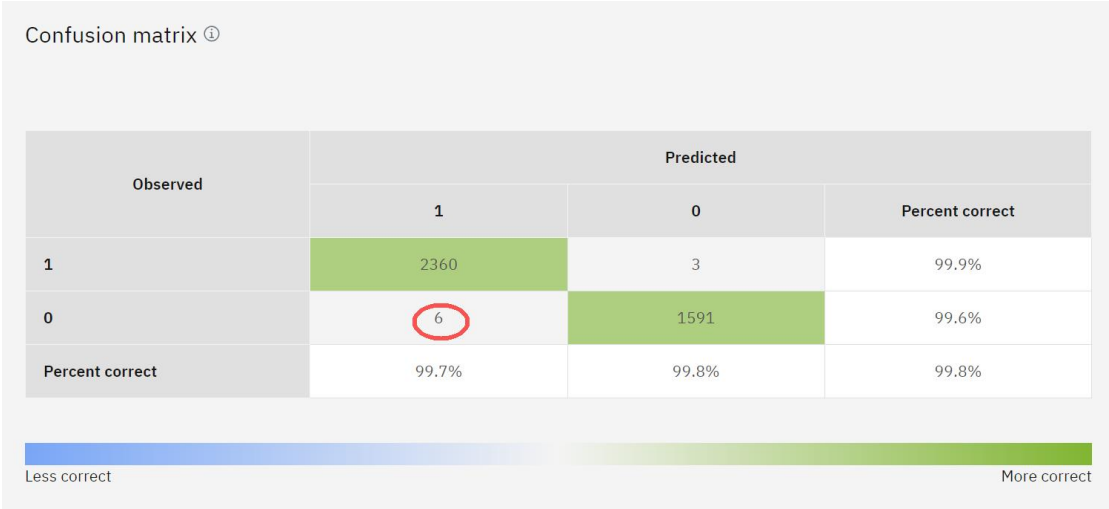 Confusion matrix
Observed
Predicted
1 0 Percent correct
1 2360 3 99.9%
0 6 1591 99.6%
Percent correct 99.7% 99.8% 99.8%
Less correct More correct